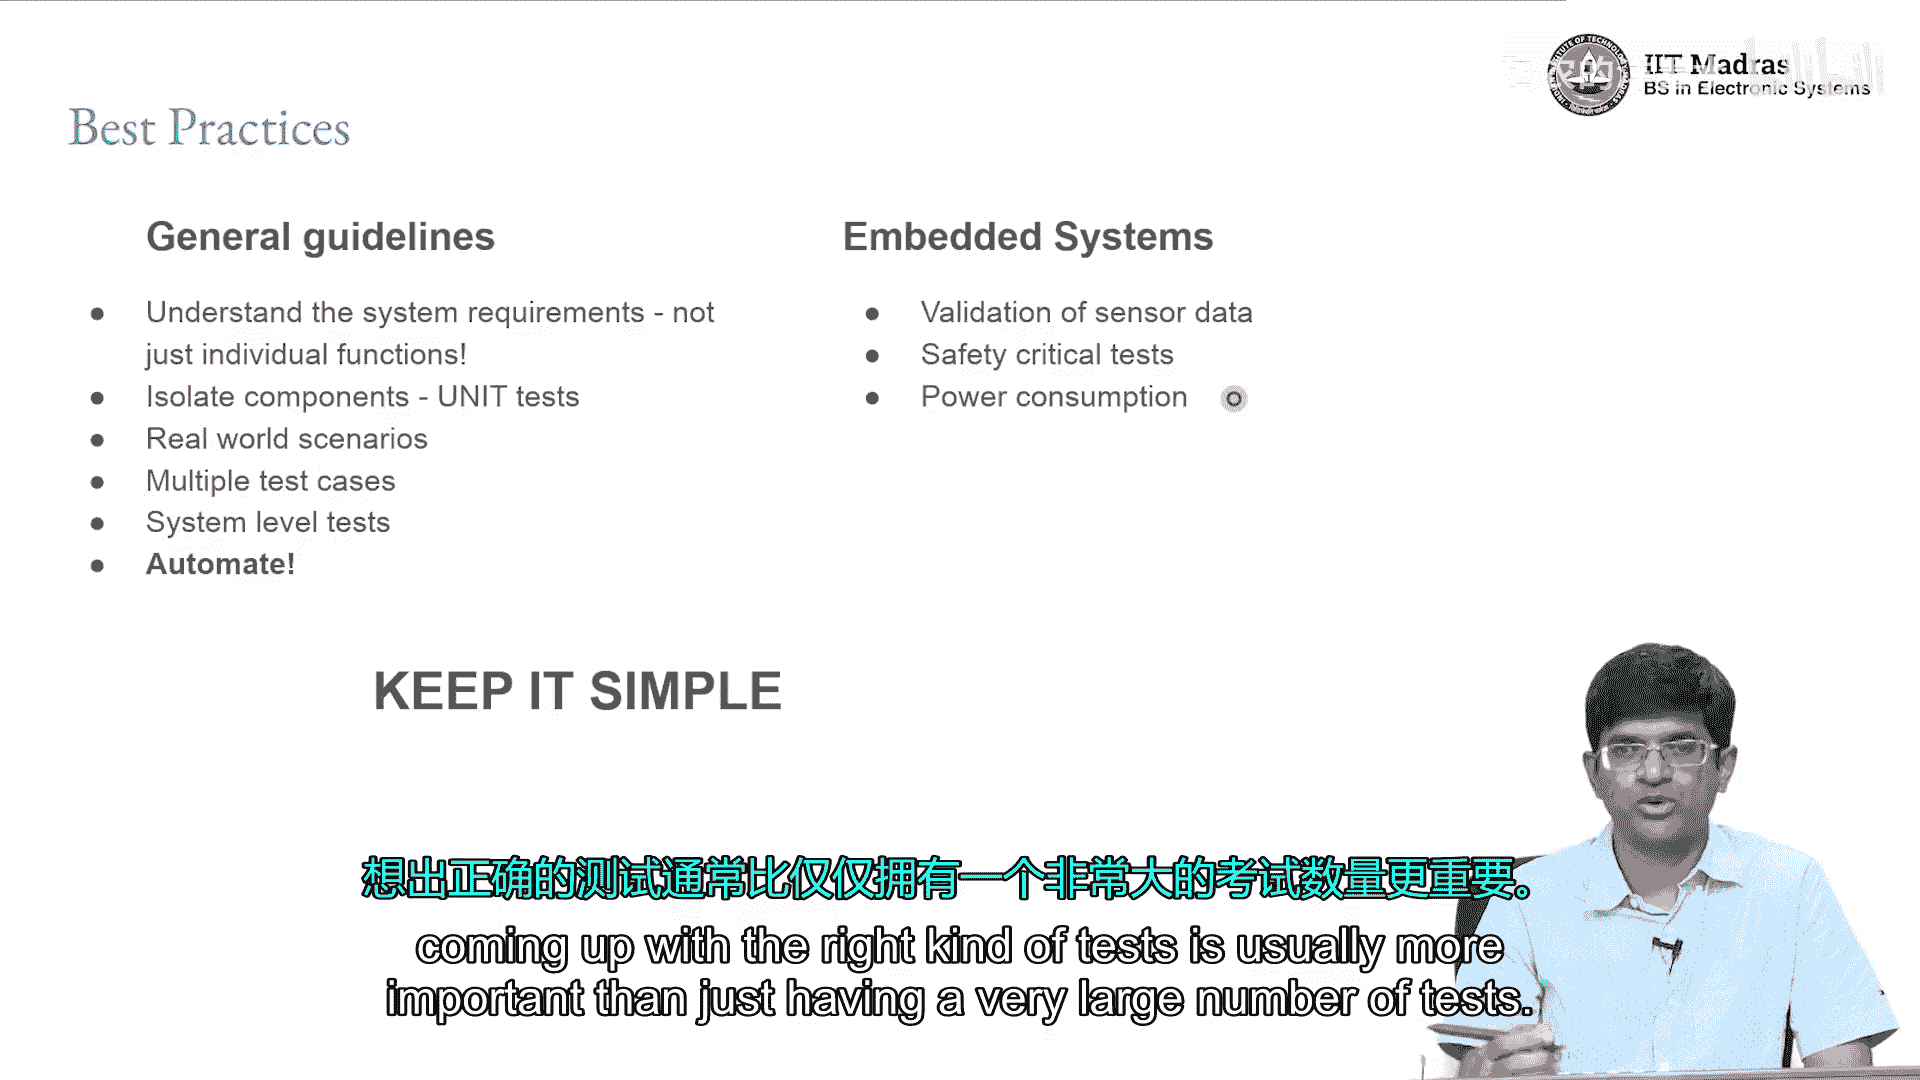 IIT Madras
BS in Electronic Systems
Best Practices
General guidelines
Understand the system requirements - not
just individual functions!
Isolate components - UNIT tests
Real world scenarios
Multiple test cases
System level tests
Automate!
Embedded Systems
Validation of sensor data
Safety critical tests
Power consumption
KEEP IT SIMPLE
想出正确的测试通常比仅仅拥有一个非常大的考试数量更重要。
coming up with the right kind of tests is usually more
important than just having a very large number of tests.